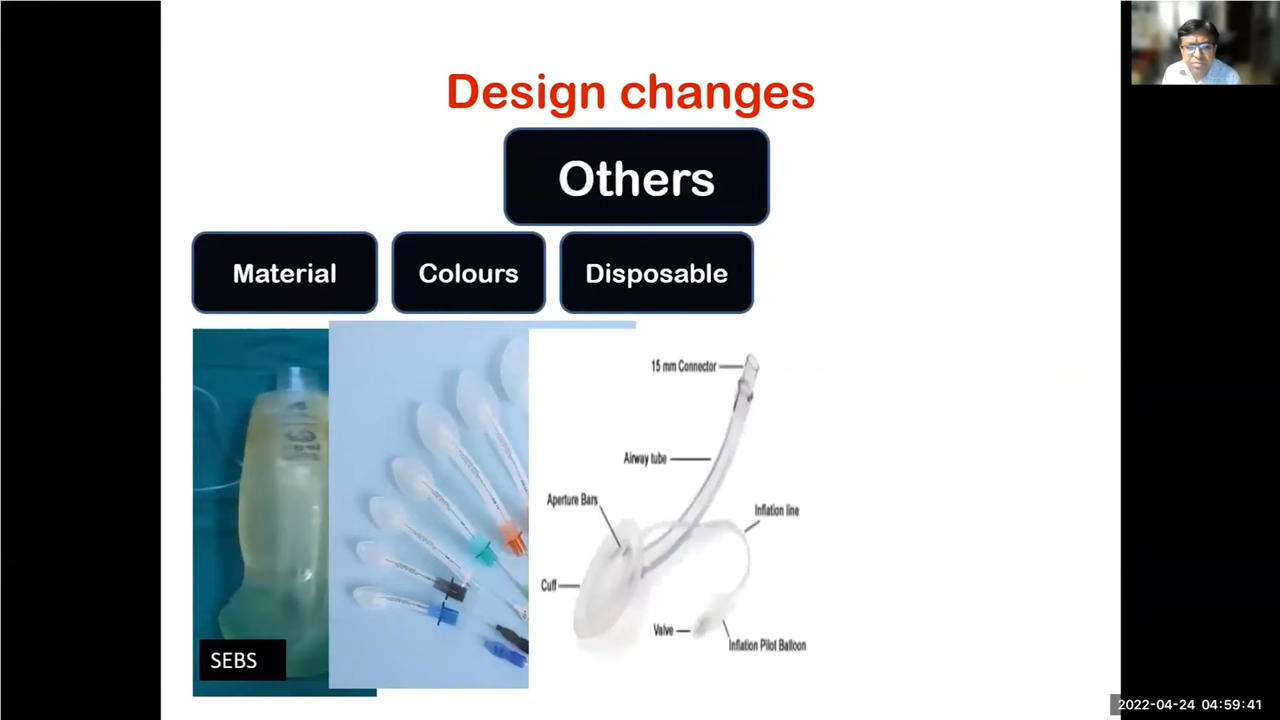 Design changes
Others
Material
Colours
Disposable
15 mm Connector
Airway tube
Aperture Bars
Inflation line
Cuff
Valve
Inflation Pilot Balloon
SEBS
2022-04-24 04:59:41